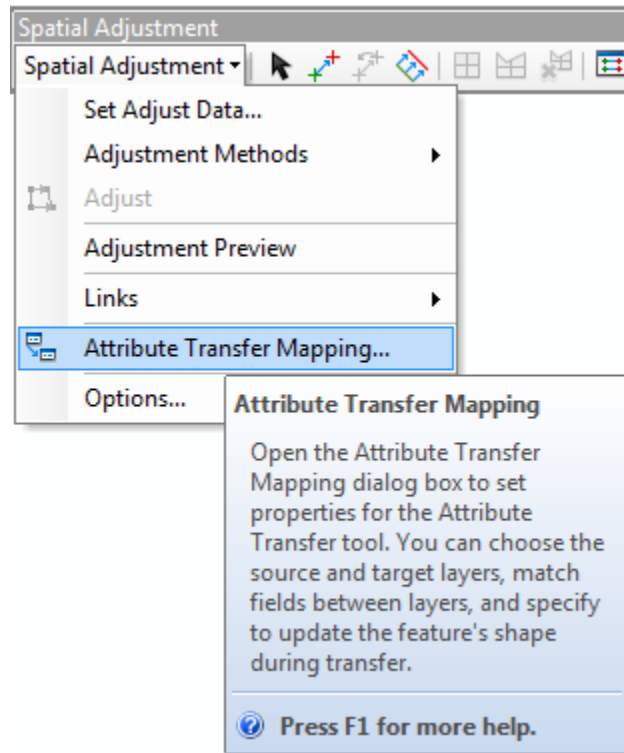 Spatial Adjustment
Spatial Adjustment
Set Adjust Data...
Adjustment Methods
Adjust
Adjustment Preview
Links
Attribute Transfer Mapping...
Options...
Attribute Transfer Mapping
Open the Attribute Transfer
Mapping dialog box to set
properties for the Attribute
Transfer tool. You can choose the
source and target layers, match
fields between layers, and specify
to update the feature's shape
during transfer.
Press F1 for more help.